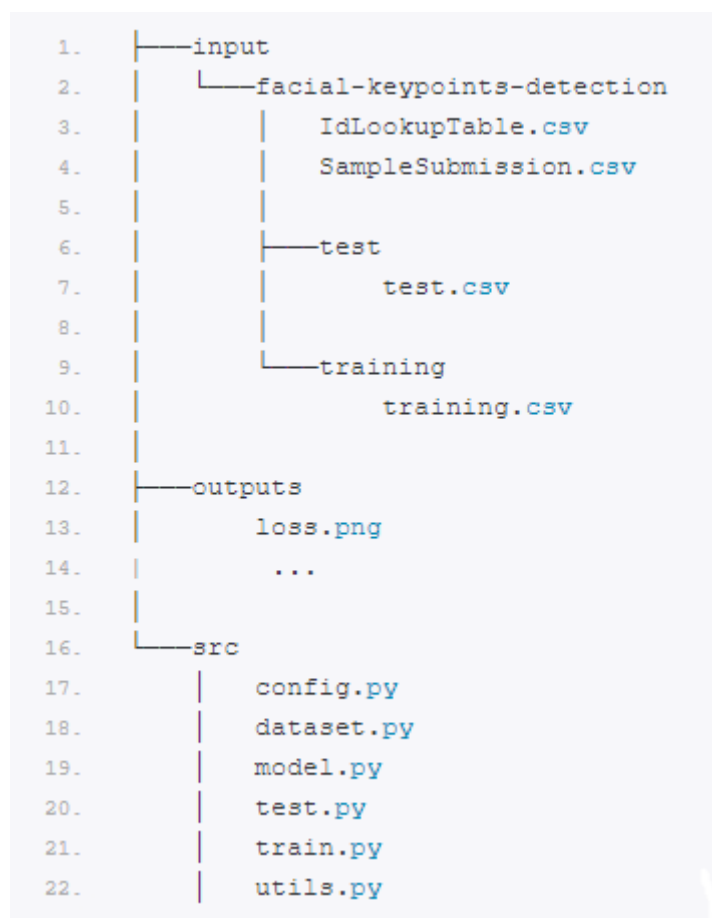 1. ├───input
2. │   └───facial-keypoints-detection
3. │       │   IdLookupTable.csv
4. │       │   SampleSubmission.csv
5. │       │
6. │       ├───test
7. │       │       test.csv
8. │       │
9. │       └───training
10. │               training.csv
11. │
12. ├───outputs
13. │       loss.png
14. |        ...
15. │
16. └───src
17.     │   config.py
18.     │   dataset.py
19.     │   model.py
20.     │   test.py
21.     │   train.py
22.     │   utils.py